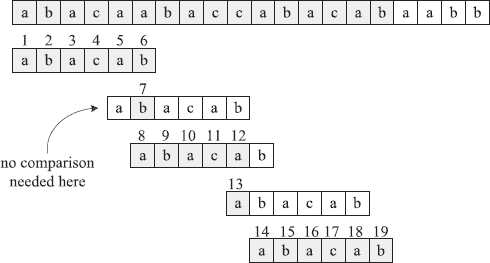 a b a c a a b a c c a b a c a b a a b b
1 2 3 4 5 6
a b a c a b
7
a b a c a b
8 9 10 11 12
a b a c a b
no comparison
needed here
13
a b a c a b
14 15 16 17 18 19
a b a c a b